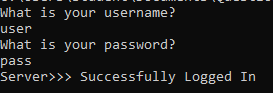 What is your username?
user
What is your password?
pass
Server>>> Successfully Logged In